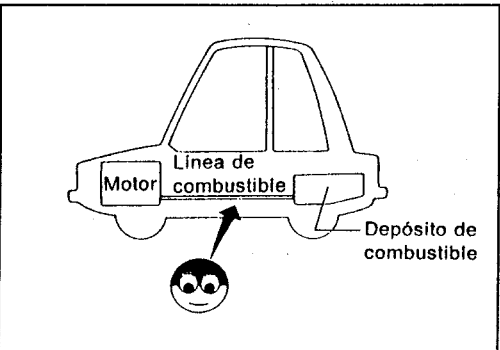 Línea de
combustible
Motor
Depósito de
combustible